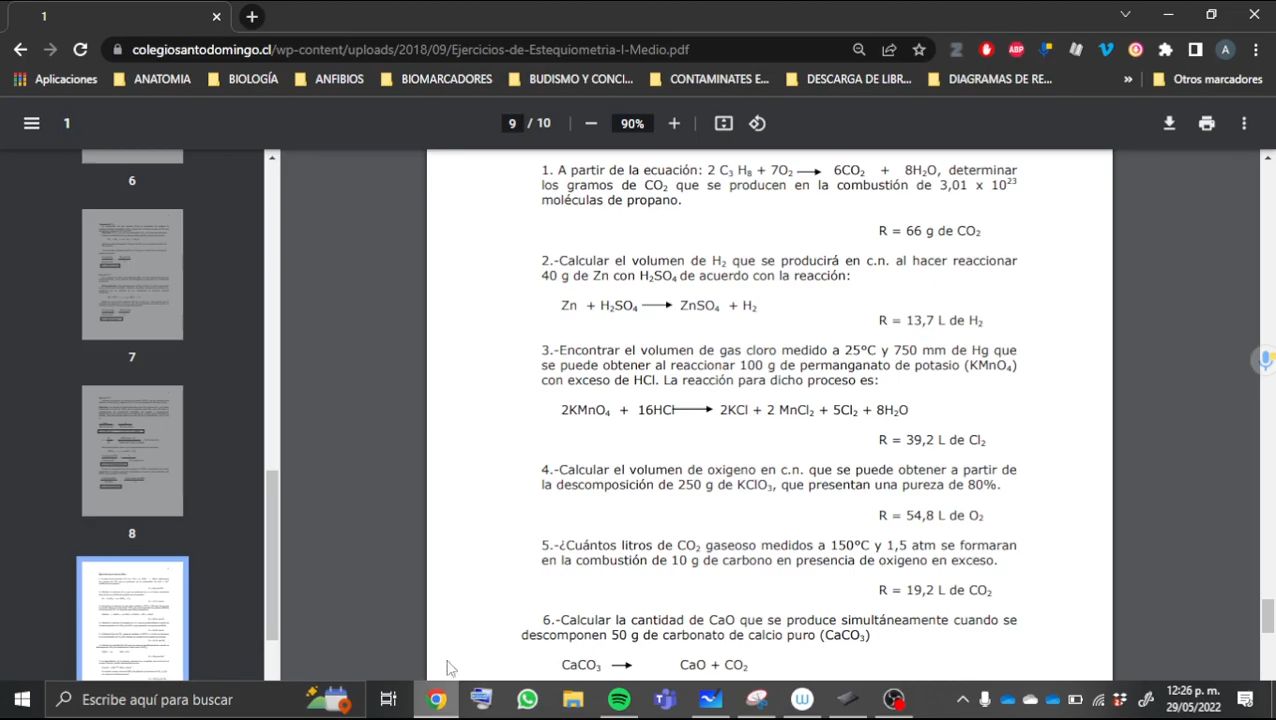 1
colegiosantodomingo.cl/wp-content/uploads/2018/09/Ejercicios-de-Estequiometria-I-Medio.pdf
ABP
A
Aplicaciones
ANATOMIA
BIOLOGÍA
ANFIBIOS
BIOMARCADORES
BUDISMO Y CONCI...
CONTAMINATES E...
DESCARGA DE LIBR...
DIAGRAMAS DE RE...
»
Otros marcadores
1
9 / 10
90%
6
7
8
1. A partir de la ecuación: 2 C₃ H₈ + 7O₂ → 6CO₂ + 8H₂O, determinar
los gramos de CO₂ que se producen en la combustión de 3,01 x 10²³
moléculas de propano.
R = 66 g de CO₂
2.-Calcular el volumen de H₂ que se producirá en c.n. al hacer reaccionar
40 g de Zn con H₂SO₄ de acuerdo con la reacción:
Zn + H₂SO₄ → ZnSO₄ + H₂
R = 13,7 L de H₂
3.-Encontrar el volumen de gas cloro medido a 25°C y 750 mm de Hg que
se puede obtener al reaccionar 100 g de permanganato de potasio (KMnO₄)
con exceso de HCl. La reacción para dicho proceso es:
2KMnO₄ + 16HCl → 2KCl + 2 MnCl₂ + 5Cl₂ + 8H₂O
R = 39,2 L de Cl₂
4.-Calcular el volumen de oxigeno en c.n. que se puede obtener a partir de
la descomposición de 250 g de KClO₃, que presentan una pureza de 80%.
R = 54,8 L de O₂
5.-¿Cuántos litros de CO₂ gaseoso medidos a 150°C y 1,5 atm se formaran
en la combustión de 10 g de carbono en presencia de oxigeno en exceso.
R = 19,2 L de CO₂
6.-Calcular la cantidad de CaO que se produce simultáneamente cuando se
descomponen 50 g de carbonato de calcio puro (CaCO₃)
CaCO₃ → CaO + CO₂
Escribe aquí para buscar
12:26 p. m.
29/05/2022